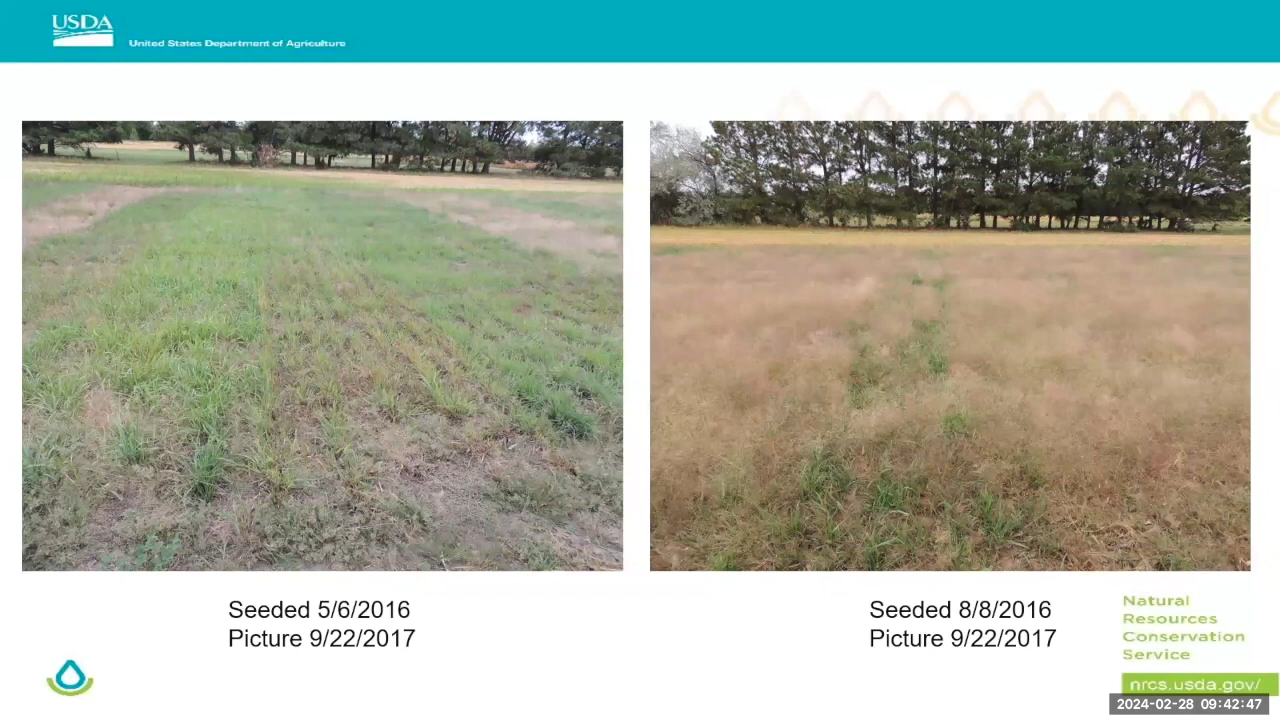 USDA
United States Department of Agriculture
Seeded 5/6/2016
Picture 9/22/2017
Seeded 8/8/2016
Picture 9/22/2017
Natural
Resources
Conservation
Service
nrcs.usda.gov/
2024-02-28 09:42:47